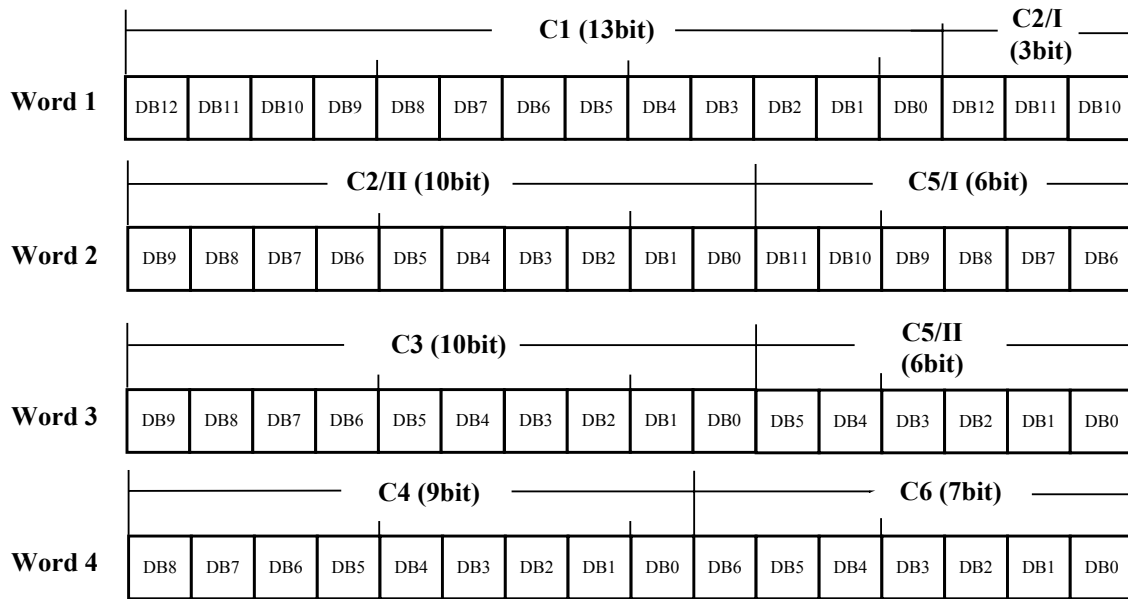 C1 (13bit) C2/I
(3bit)
Word 1 DB12 DB11 DB10 DB9 DB8 DB7 DB6 DB5 DB4 DB3 DB2 DB1 DB0 DB12 DB11 DB10
C2/II (10bit) C5/I (6bit)
Word 2 DB9 DB8 DB7 DB6 DB5 DB4 DB3 DB2 DB1 DB0 DB11 DB10 DB9 DB8 DB7 DB6
C3 (10bit) C5/II
(6bit)
Word 3 DB9 DB8 DB7 DB6 DB5 DB4 DB3 DB2 DB1 DB0 DB5 DB4 DB3 DB2 DB1 DB0
C4 (9bit) C6 (7bit)
Word 4 DB8 DB7 DB6 DB5 DB4 DB3 DB2 DB1 DB0 DB6 DB5 DB4 DB3 DB2 DB1 DB0